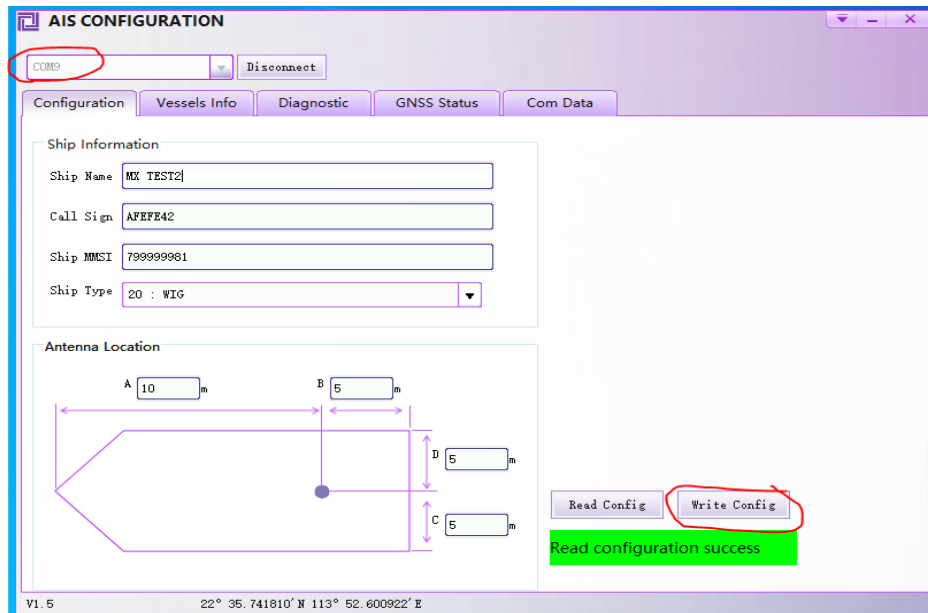 AIS CONFIGURATION
COM9 Disconnect
Configuration Vessels Info Diagnostic GNSS Status Com Data
Ship Information
Ship Name MX TEST2
Call Sign AFEFE42
Ship MMSI 799999981
Ship Type 20 : WIG
Antenna Location
A 10 m B 5 m
D 5 m
C 5 m
Read Config Write Config
Read configuration success
V1.5 22° 35.741810′ N 113° 52.600922′ E